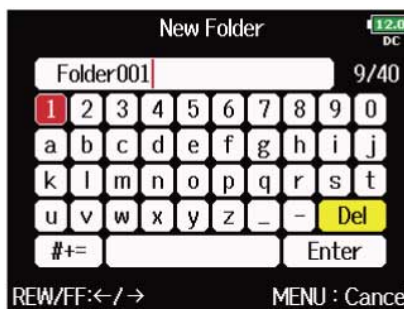 New Folder
12.0
DC
Folder001
9/40
1 2 3 4 5 6 7 8 9 0
a b c d e f g h i j
k l m n o p q r s t
u v w x y z _ - Del
#+= Enter
REW/FF:←/→ MENU : Cance